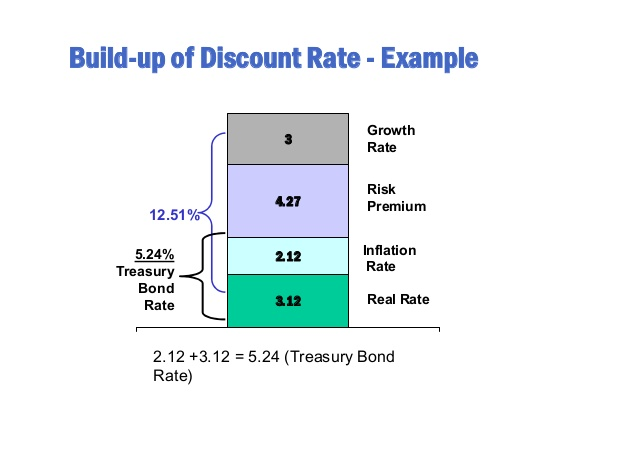 Build-up of Discount Rate - Example
3
Growth
Rate
4.27
Risk
Premium
12.51%
2.12
Inflation
Rate
5.24%
Treasury
Bond
Rate
3.12
Real Rate
2.12 +3.12 = 5.24 (Treasury Bond
Rate)